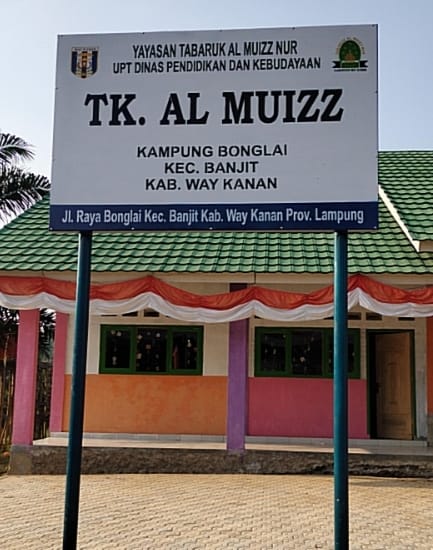 YAYASAN TABARUK AL MUIZZ NUR
UPT DINAS PENDIDIKAN DAN KEBUDAYAAN
TK. AL MUIZZ
KAMPUNG BONGLAI
KEC. BANJIT
KAB. WAY KANAN
Jl. Raya Bonglai Kec. Banjit Kab. Way Kanan Prov. Lampung